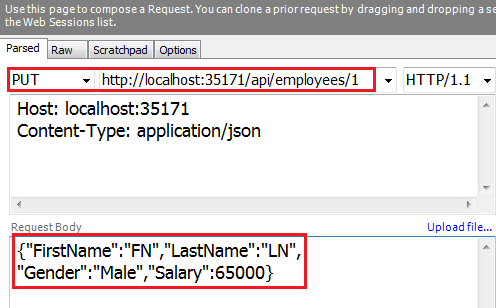 Use this page to compose a Request. You can clone a prior request by dragging and dropping a se
the Web Sessions list.
Parsed Raw Scratchpad Options
PUT http://localhost:35171/api/employees/1 HTTP/1.1
Host: localhost:35171
Content-Type: application/json
Request Body Upload file...
{"FirstName":"FN","LastName":"LN",
"Gender":"Male","Salary":65000}